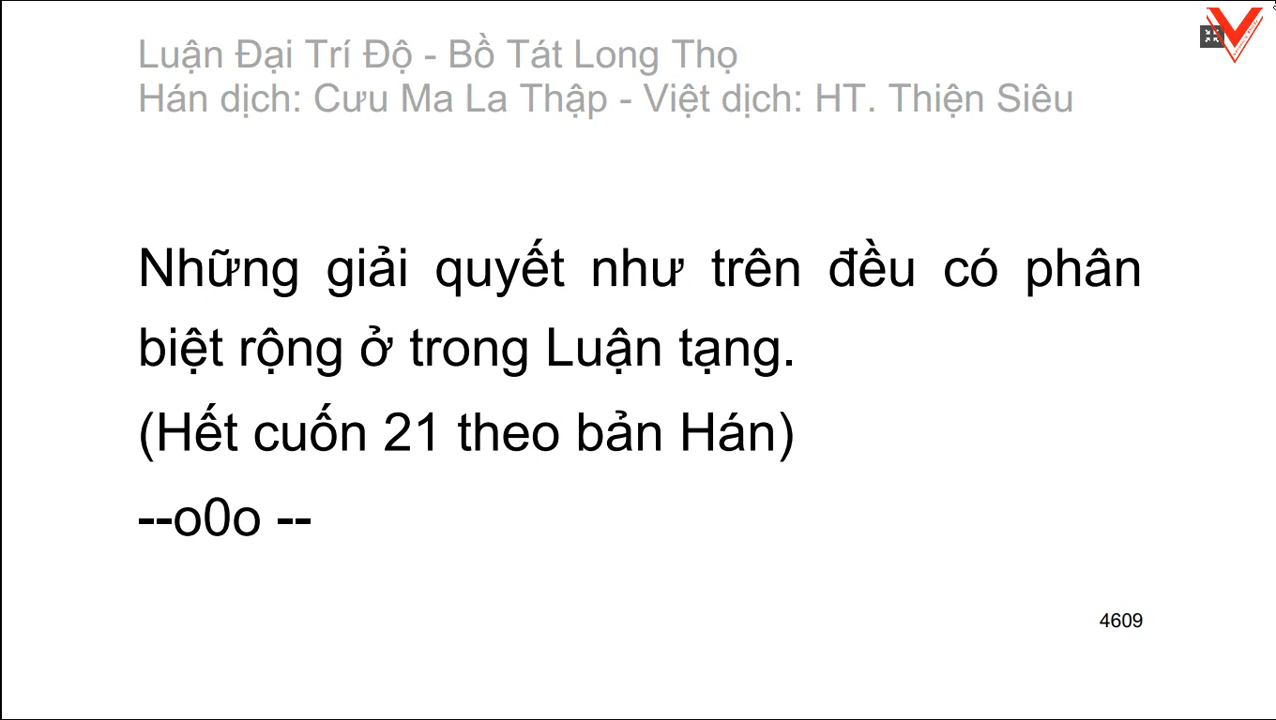 Luận Đại Trí Độ - Bồ Tát Long Thọ
Hán dịch: Cưu Ma La Thập - Việt dịch: HT. Thiện Siêu
Những giải quyết như trên đều có phân
biệt rộng ở trong Luận tạng.
(Hết cuốn 21 theo bản Hán)
--o0o --
4609